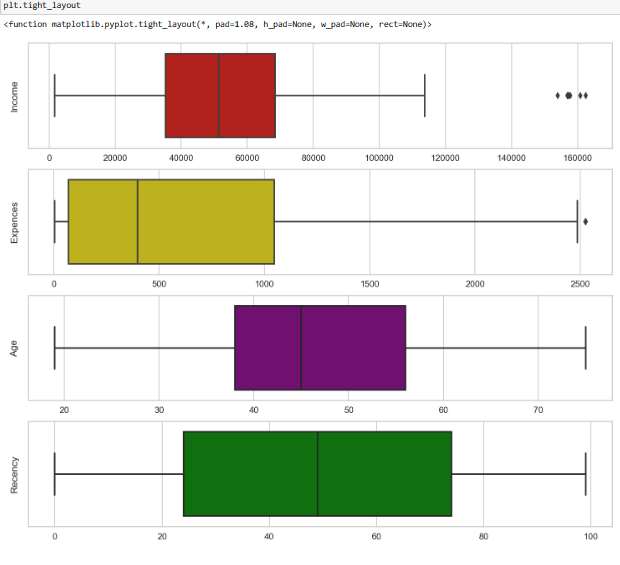 plt.tight_layout
<function matplotlib.pyplot.tight_layout(*, pad=1.08, h_pad=None, w_pad=None, rect=None)>
Income
0 20000 40000 60000 80000 100000 120000 140000 160000
Expences
0 500 1000 1500 2000 2500
Age
20 30 40 50 60 70
Recency
0 20 40 60 80 100